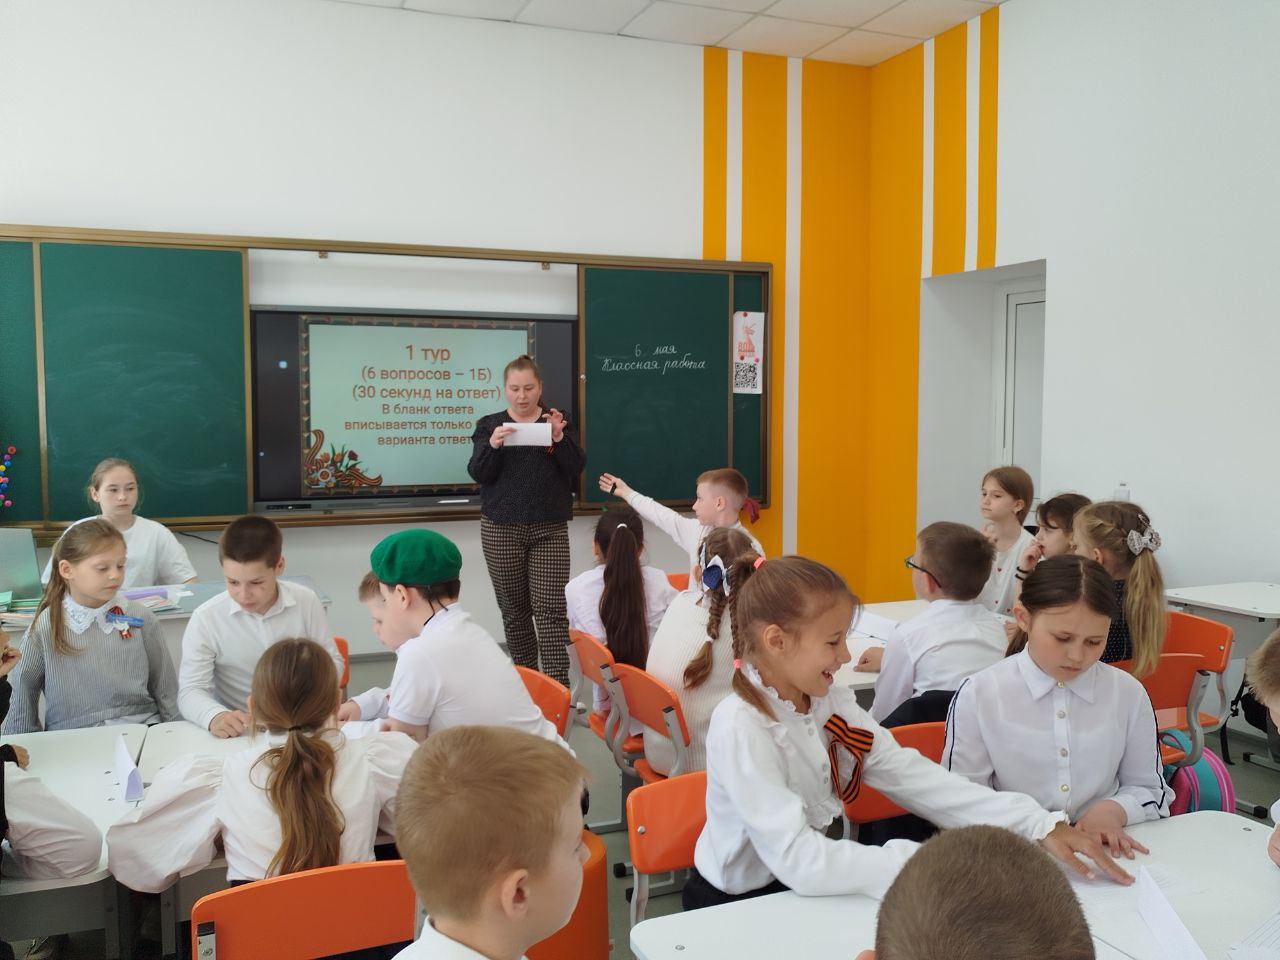 1 тур
(6 вопросов – 1Б)
(30 секунд на ответ)
В бланк ответа
вписывается только
варианта ответ
6 мая
Классная работа